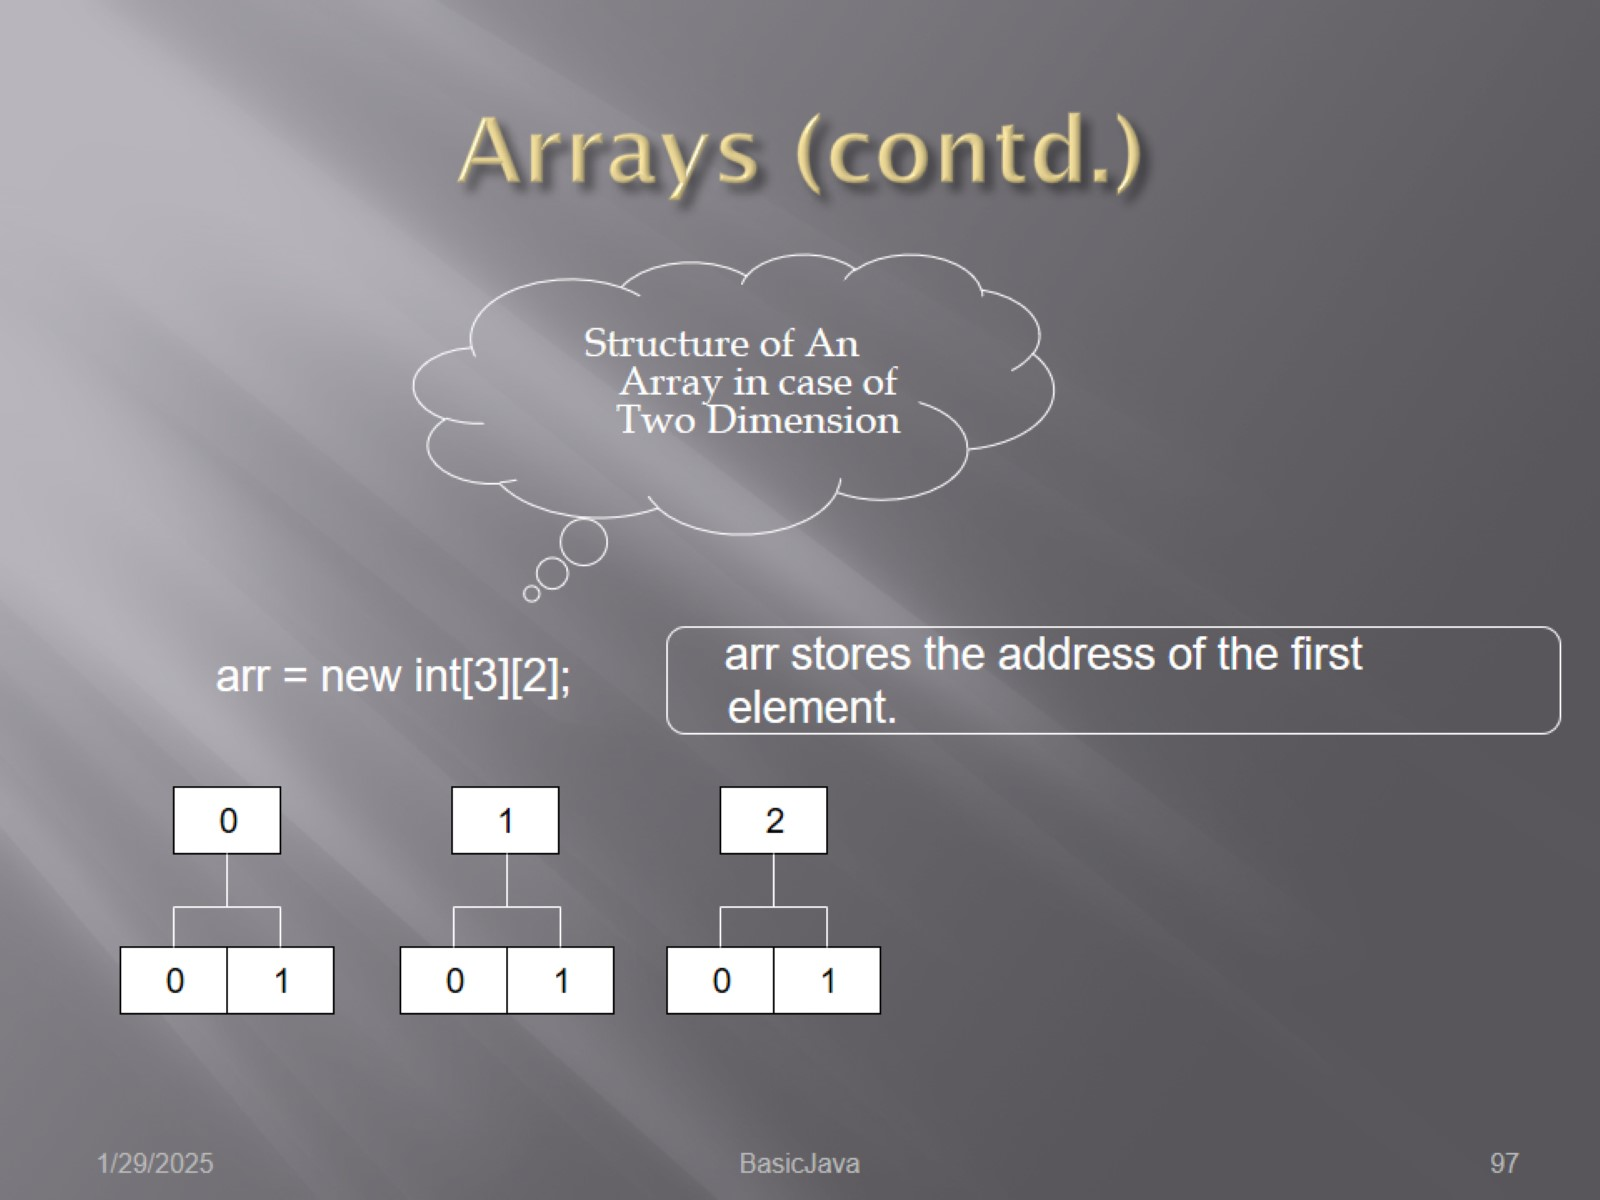 Arrays (contd.)
Structure of An
Array in case of
Two Dimension
arr = new int[3][2];
arr stores the address of the first
element.
0 1 2
0 1 0 1 0 1
1/29/2025 BasicJava 97